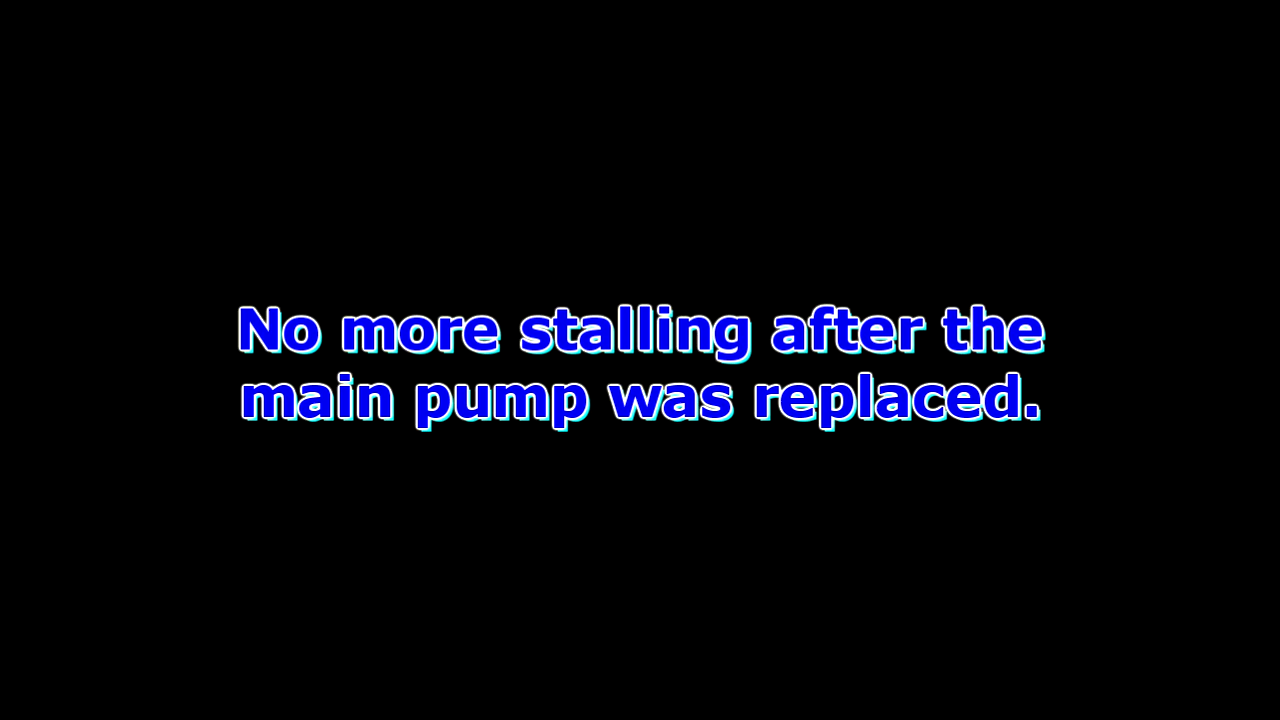 No more stalling after the
main pump was replaced.